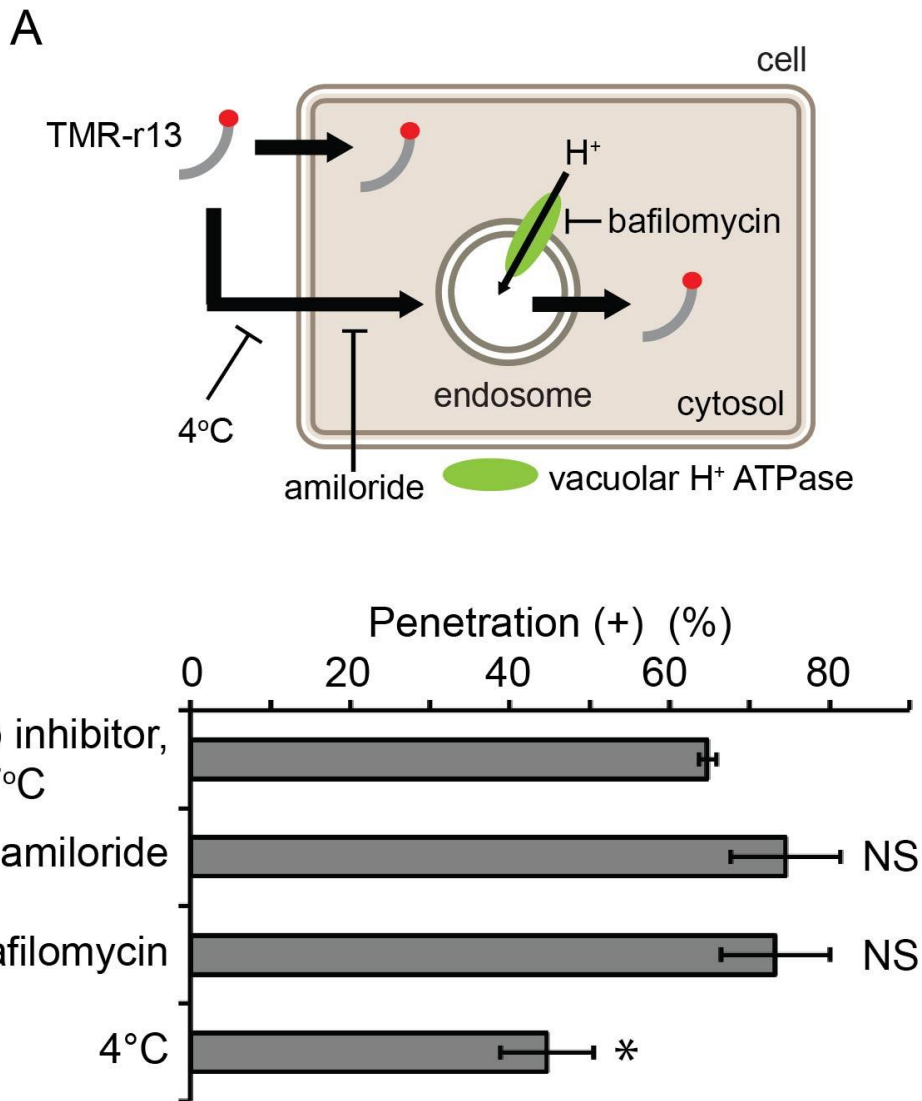 A
cell
TMR-r13
H⁺
bafilomycin
endosome
cytosol
4°C
amiloride
vacuolar H⁺ ATPase
Penetration (+) (%)
0 20 40 60 80
inhibitor,
°C
amiloride NS
afilomycin NS
4°C *